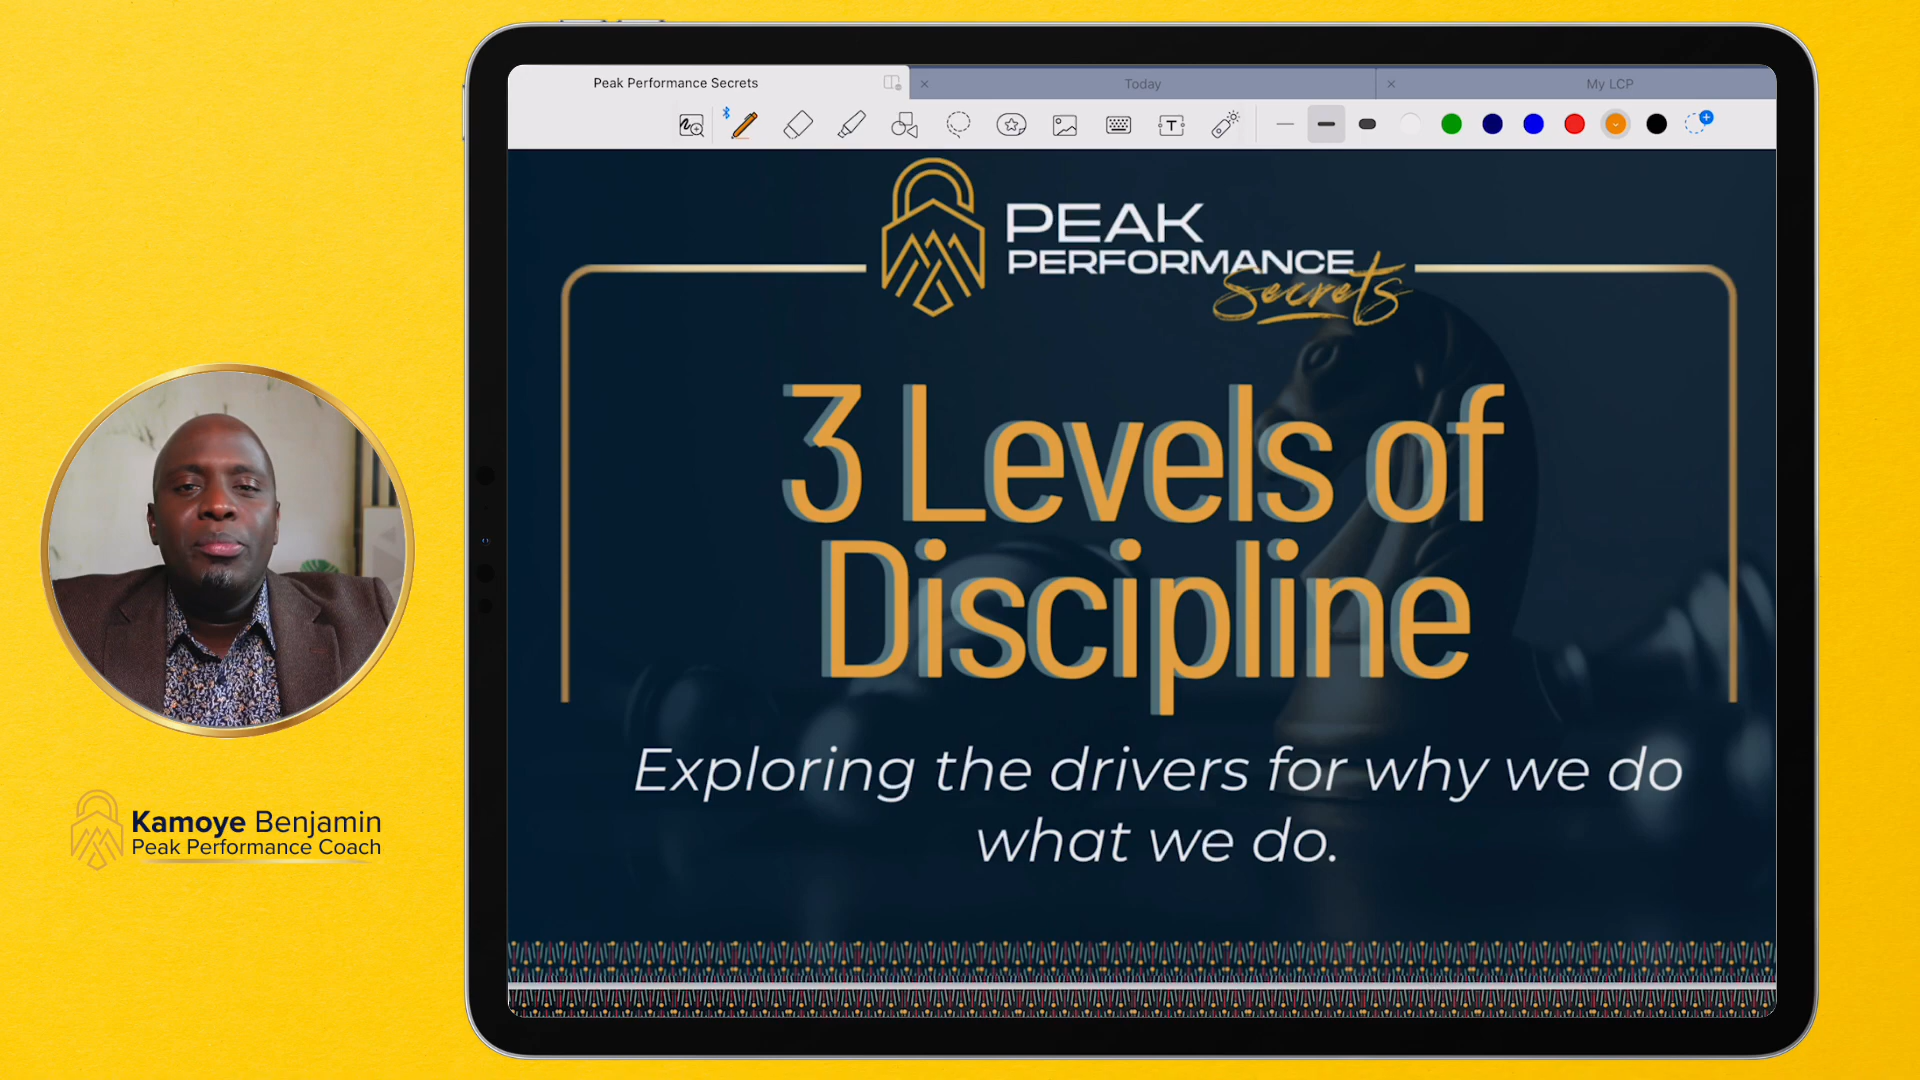 Peak Performance Secrets
Today
My LCP
T
PEAK
PERFORMANCE
Secrets
3 Levels of
Discipline
Exploring the drivers for why we do
what we do.
Kamoye Benjamin
Peak Performance Coach